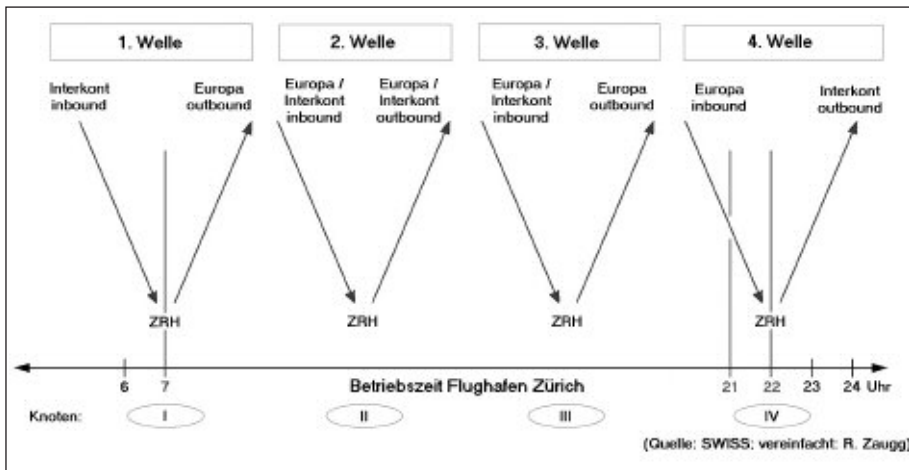 1. Welle
2. Welle
3. Welle
4. Welle
Interkont
inbound
Europa
outbound
Europa /
Interkont
inbound
Europa /
Interkont
outbound
Europa /
Interkont
inbound
Europa
outbound
Europa
inbound
Interkont
outbound
ZRH
ZRH
ZRH
ZRH
6 7 Betriebszeit Flughafen Zürich 21 22 23 24 Uhr
Knoten: I II III IV
(Quelle: SWISS; vereinfacht: R. Zaugg)